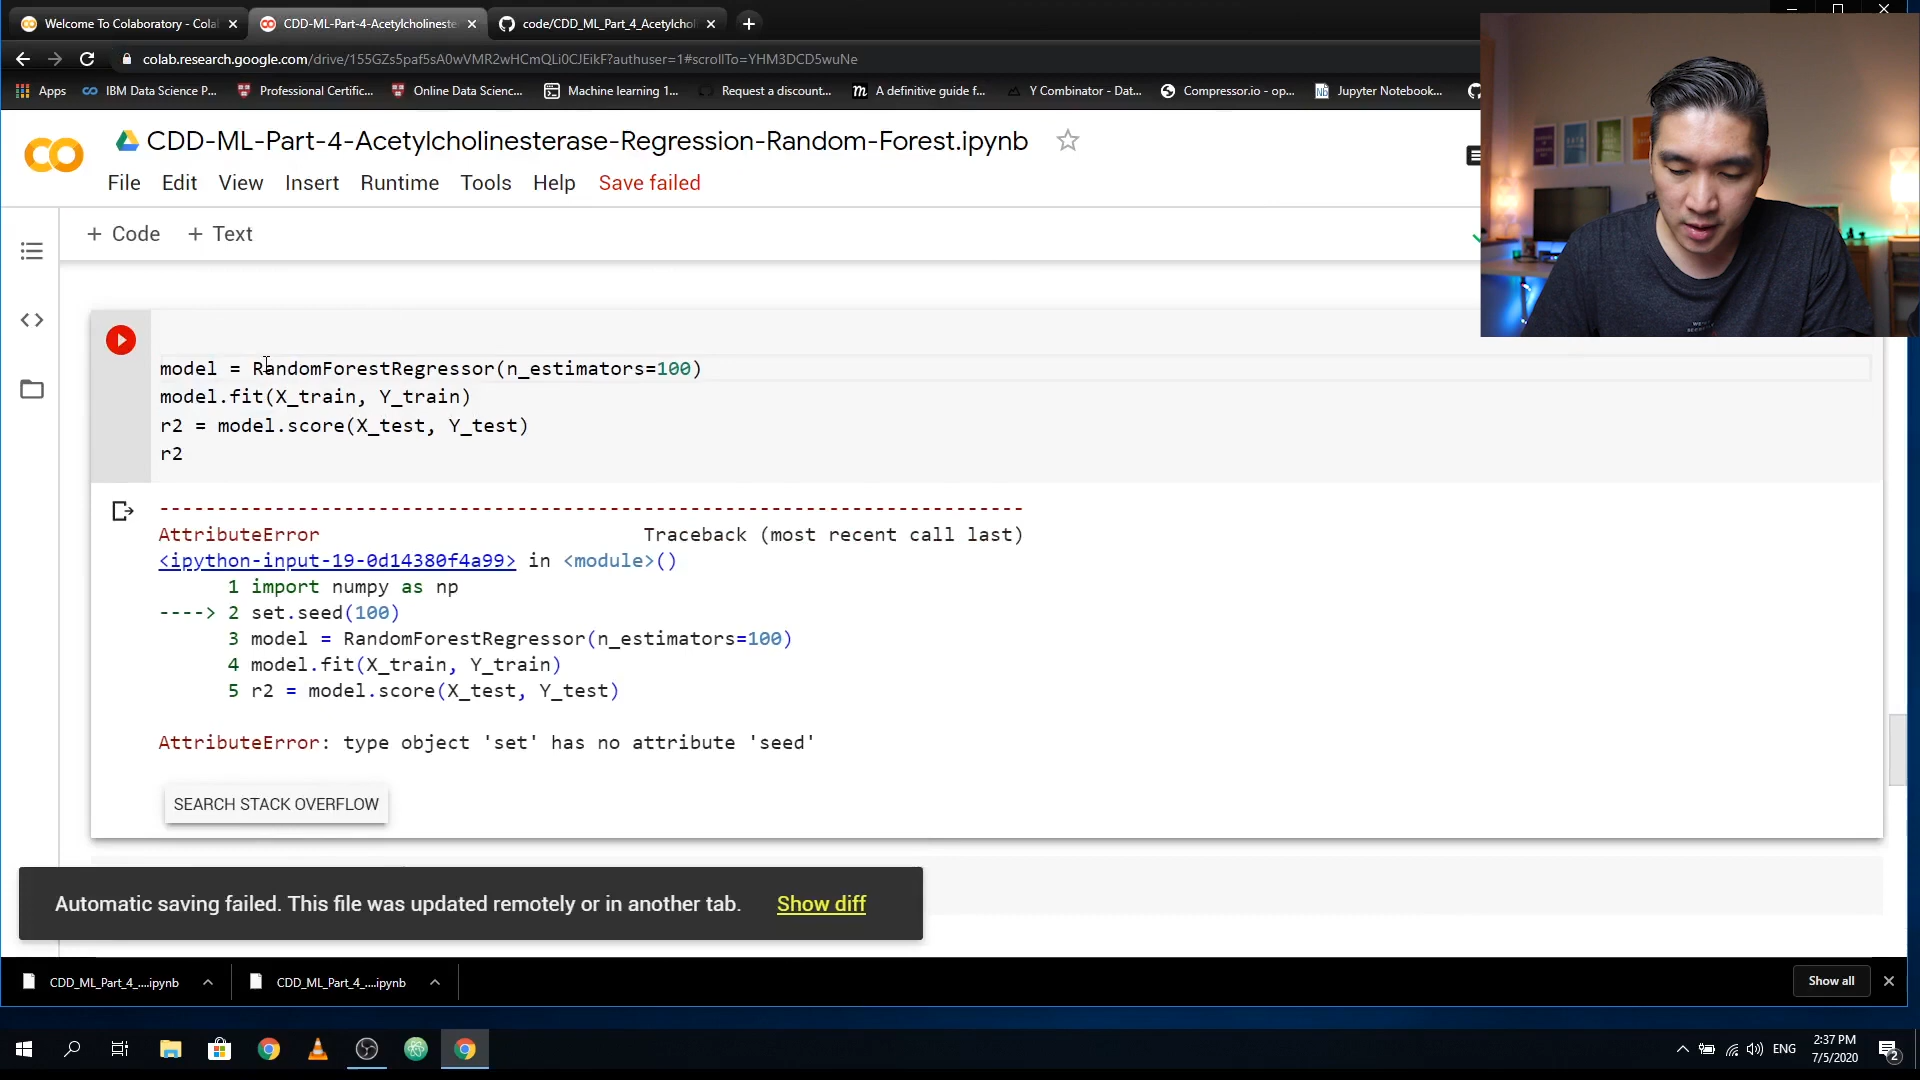 Welcome To Colaboratory - Cola
CDD-ML-Part-4-Acetylcholineste
code/CDD_ML_Part_4_Acetylchol
colab.research.google.com/drive/155GZs5paf5sA0wVMR2wHCmQLi0CJEikF?authuser=1#scrollTo=YHM3DCD5wuNe
Apps
IBM Data Science P...
Professional Certific...
Online Data Scienc...
Machine learning 1...
Request a discount...
A definitive guide f...
Y Combinator - Dat...
Compressor.io - op...
Jupyter Notebook...
CDD-ML-Part-4-Acetylcholinesterase-Regression-Random-Forest.ipynb
File Edit View Insert Runtime Tools Help Save failed
+ Code + Text
model = RandomForestRegressor(n_estimators=100)
model.fit(X_train, Y_train)
r2 = model.score(X_test, Y_test)
r2
---------------------------------------------------------------------------
AttributeError Traceback (most recent call last)
<ipython-input-19-0d14380f4a99> in <module>()
1 import numpy as np
----> 2 set.seed(100)
3 model = RandomForestRegressor(n_estimators=100)
4 model.fit(X_train, Y_train)
5 r2 = model.score(X_test, Y_test)
AttributeError: type object 'set' has no attribute 'seed'
SEARCH STACK OVERFLOW
Automatic saving failed. This file was updated remotely or in another tab. Show diff
CDD_ML_Part_4_....ipynb
CDD_ML_Part_4_....ipynb
Show all
ENG
2:37 PM
7/5/2020
2